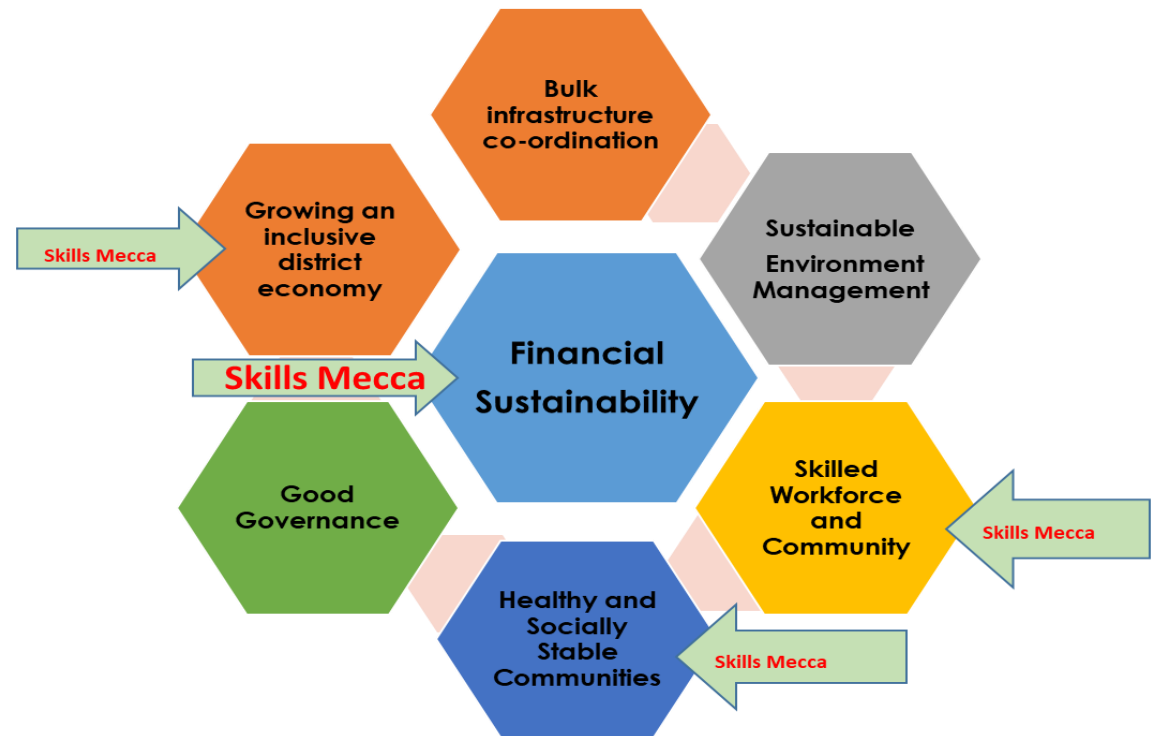 Bulk
infrastructure
co-ordination
Growing an
inclusive
district
economy
Skills Mecca
Sustainable
Environment
Management
Financial
Sustainability
Skills Mecca
Good
Governance
Skilled
Workforce
and
Community
Skills Mecca
Healthy and
Socially
Stable
Communities
Skills Mecca